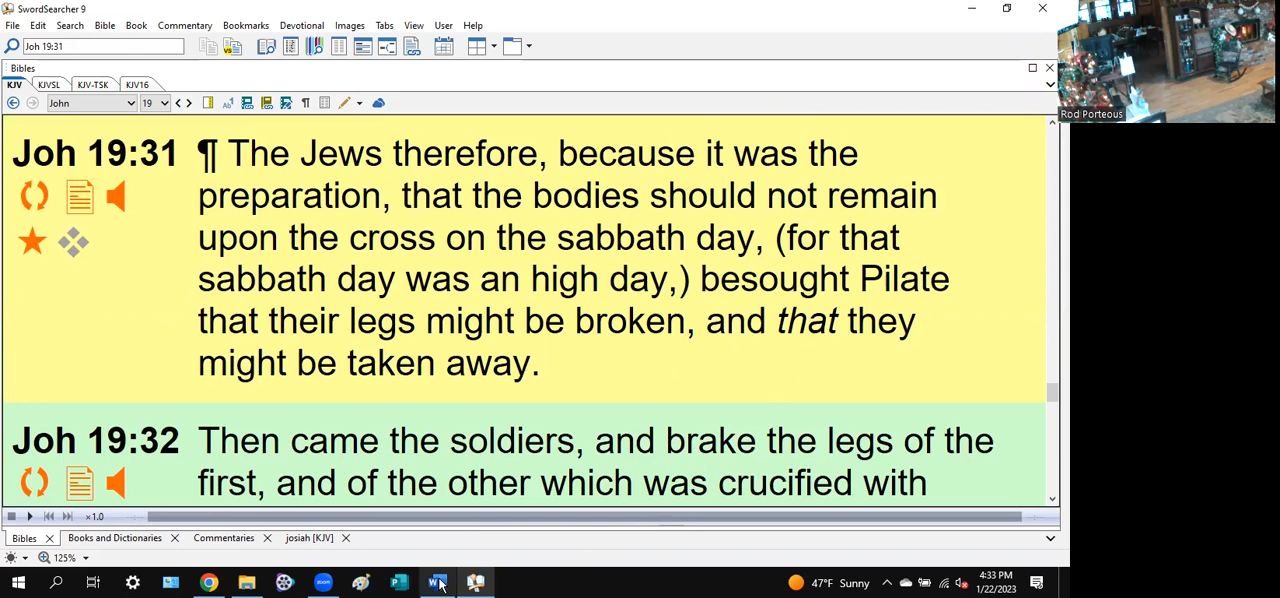 SwordSearcher 9
File Edit Search Bible Book Commentary Bookmarks Devotional Images Tabs View User Help
Joh 19:31
Bibles
KJV KJVSL KJV-TSK KJV16
John 19
Joh 19:31 ¶ The Jews therefore, because it was the
preparation, that the bodies should not remain
upon the cross on the sabbath day, (for that
sabbath day was an high day,) besought Pilate
that their legs might be broken, and that they
might be taken away.
Joh 19:32 Then came the soldiers, and brake the legs of the
first, and of the other which was crucified with
×1.0
Bibles Books and Dictionaries Commentaries josiah [KJV]
125%
zoom 47°F Sunny 4:33 PM
1/22/2023
Rod Porteous